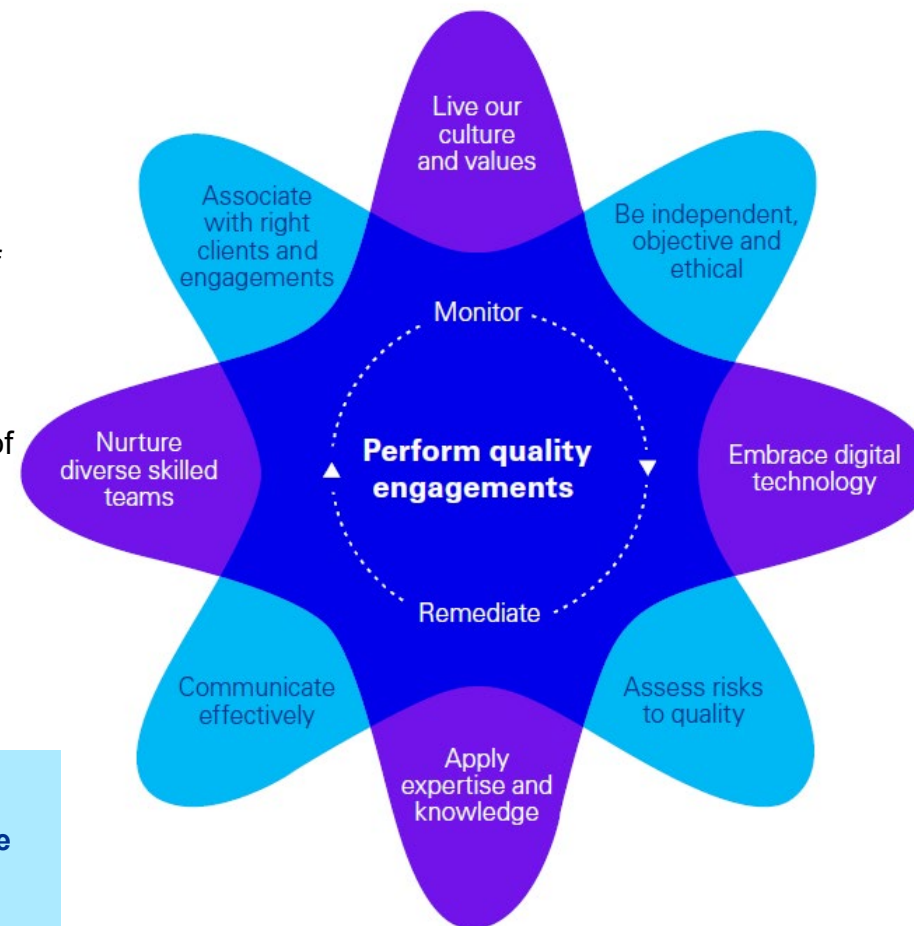 Live our
culture
and values
Associate
with right
clients and
engagements
Be independent,
objective and
ethical
Monitor
of
Nurture
diverse skilled
teams
Perform quality
engagements
Embrace digital
technology
Remediate
Communicate
effectively
Assess risks
to quality
Apply
expertise and
knowledge
e